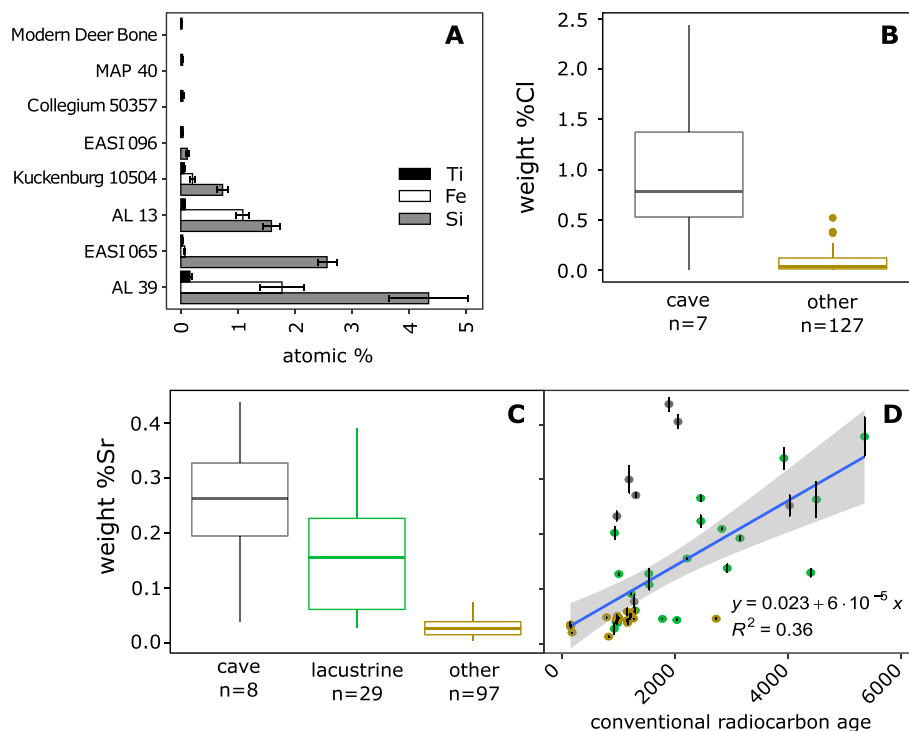 A
Modern Deer Bone
MAP 40
Collegium 50357
EASI 096
Kuckenburg 10504
AL 13
EASI 065
AL 39
Ti
Fe
Si
0 1 2 3 4 5
atomic %
B
weight %Cl
2.5
2.0
1.5
1.0
0.5
0.0
cave
n=7
other
n=127
C
weight %Sr
0.4
0.3
0.2
0.1
0.0
cave
n=8
lacustrine
n=29
other
n=97
D
y = 0.023 + 6 · 10⁻⁵ x
R² = 0.36
0 2000 4000 6000
conventional radiocarbon age